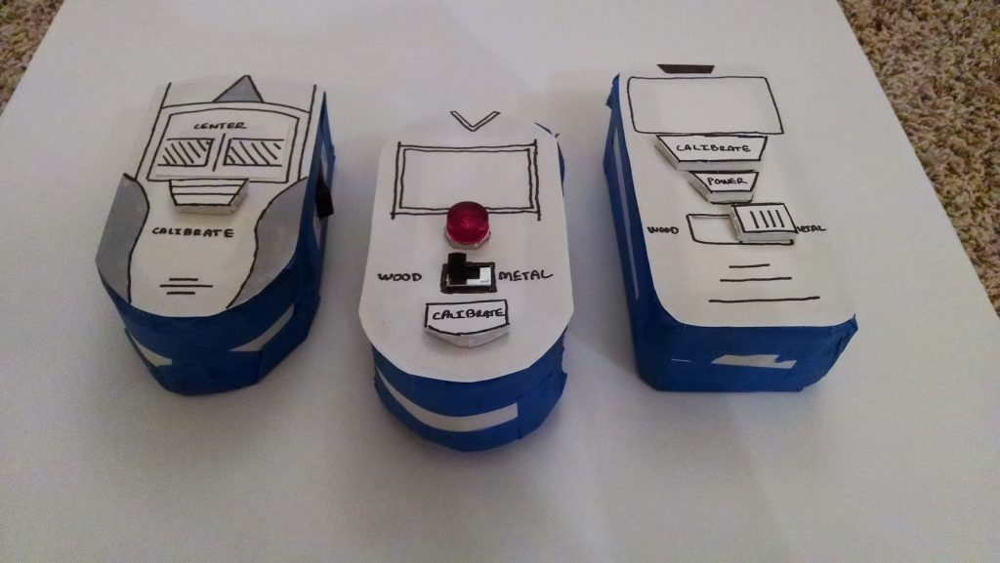 CENTER
CALIBRATE
WOOD METAL
CALIBRATE
CALIBRATE
POWER
WOOD METAL